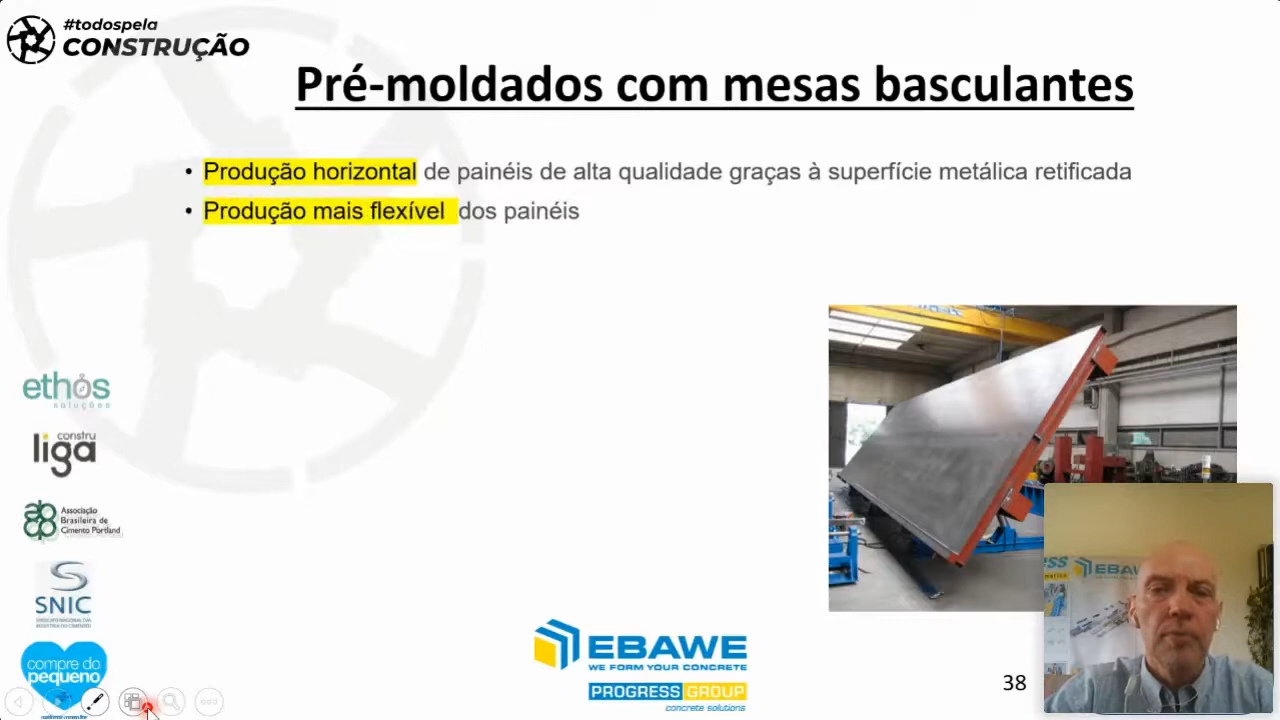 #todospela
CONSTRUÇÃO
Pré-moldados com mesas basculantes
• Produção horizontal de painéis de alta qualidade graças à superfície metálica retificada
• Produção mais flexível dos painéis
ethos
soluções
constru
liga
Associação
Brasileira de
Cimento Portland
SNIC
compre do
pequeno
EBAWE
WE FORM YOUR CONCRETE
PROGRESS GROUP
concrete solutions
38
EBAWE